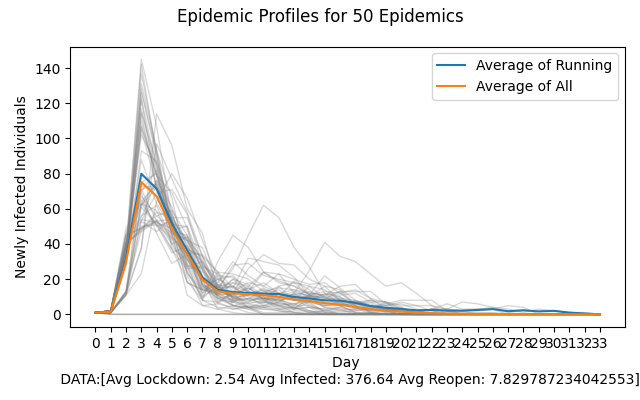 Epidemic Profiles for 50 Epidemics
Newly Infected Individuals
140
120
100
80
60
40
20
0
Average of Running
Average of All
0 1 2 3 4 5 6 7 8 9 10 11 12 13 14 15 16 17 18 19 20 21 22 23 24 25 26 27 28 29 30 31 32 33
Day
DATA:[Avg Lockdown: 2.54 Avg Infected: 376.64 Avg Reopen: 7.829787234042553]